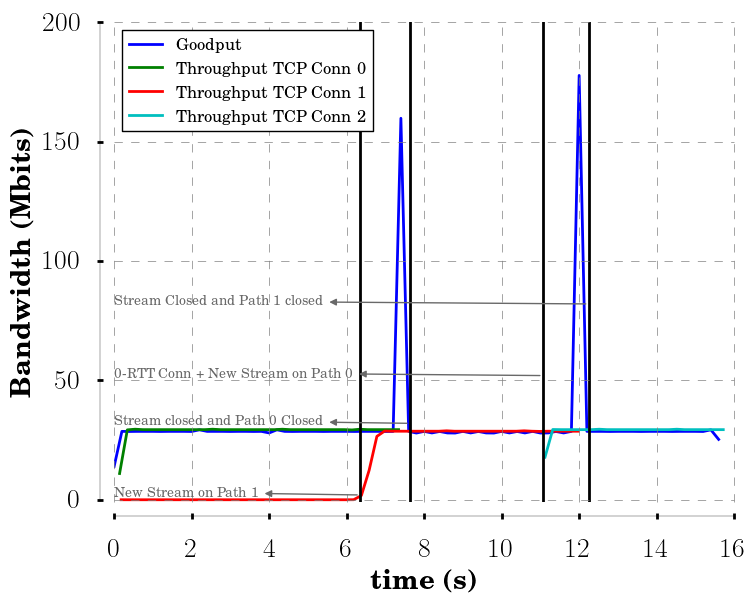 200
150
100
50
0
Bandwidth (Mbits)
Goodput
Throughput TCP Conn 0
Throughput TCP Conn 1
Throughput TCP Conn 2
Stream Closed and Path 1 closed
0-RTT Conn + New Stream on Path 0
Stream closed and Path 0 Closed
New Stream on Path 1
0 2 4 6 8 10 12 14 16
time (s)